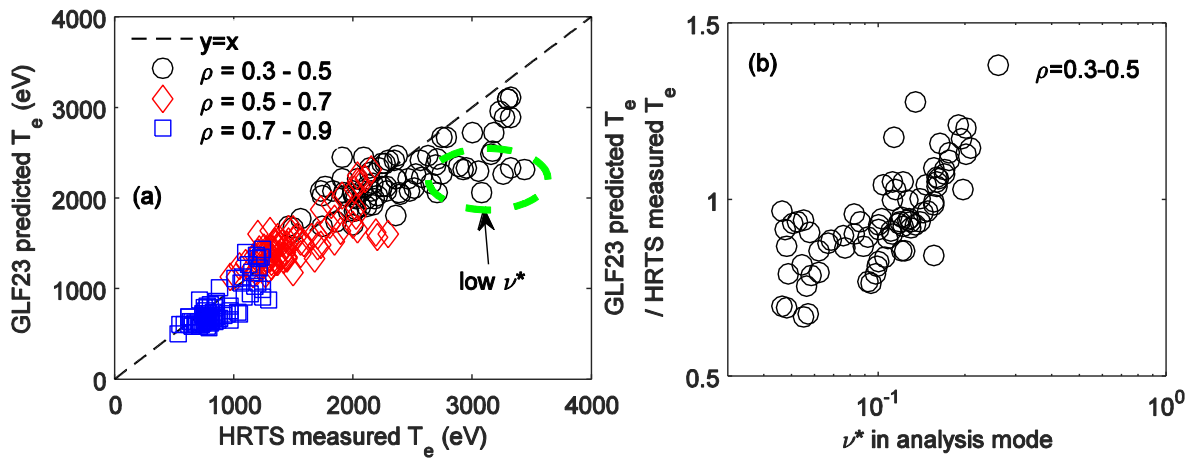 (a)
y=x
ρ = 0.3 - 0.5
ρ = 0.5 - 0.7
ρ = 0.7 - 0.9
low ν*
GLF23 predicted T_e (eV)
4000
3000
2000
1000
0
0 1000 2000 3000 4000
HRTS measured T_e (eV)
(b)
ρ=0.3-0.5
GLF23 predicted T_e
/ HRTS measured T_e
1.5
1
0.5
10^-1 10^0
ν* in analysis mode